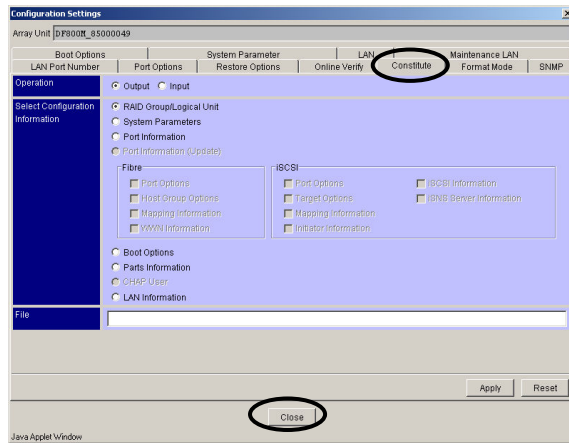 Configuration Settings
Array Unit DF800M_85000049
Boot Options System Parameter LAN Maintenance LAN
LAN Port Number Port Options Restore Options Online Verify Constitute Format Mode SNMP
Operation Output Input
Select Configuration Information
RAID Group/Logical Unit
System Parameters
Port Information
Port Information (Update)
Fibre iSCSI
Port Options Port Options iSCSI Information
Host Group Options Target Options iSNS Server Information
Mapping Information Mapping Information
WWN Information Initiator Information
Boot Options
Parts Information
CHAP User
LAN Information
File
Apply Reset
Close
Java Applet Window